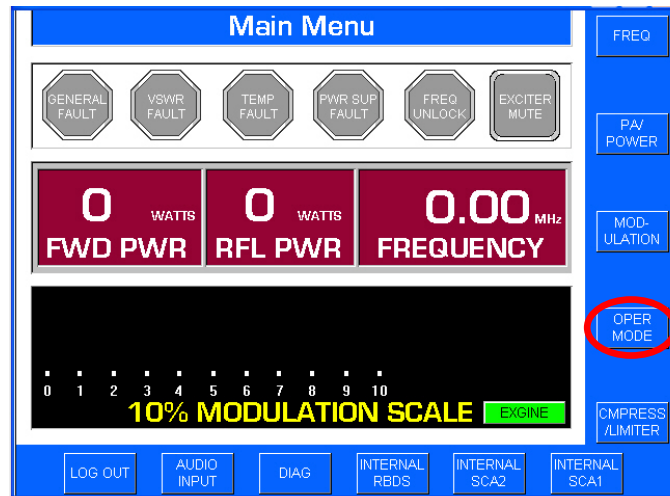 Main Menu
FREQ
GENERAL
FAULT
VSWR
FAULT
TEMP
FAULT
PWR SUP
FAULT
FREQ
UNLOCK
EXCITER
MUTE
PA/
POWER
0 WATTS
FWD PWR
0 WATTS
RFL PWR
0.00 MHz
FREQUENCY
MOD-
ULATION
OPER
MODE
0 1 2 3 4 5 6 7 8 9 10
10% MODULATION SCALE EXGINE
CMPRESS
/LIMITER
LOG OUT
AUDIO
INPUT
DIAG
INTERNAL
RBDS
INTERNAL
SCA2
INTERNAL
SCA1